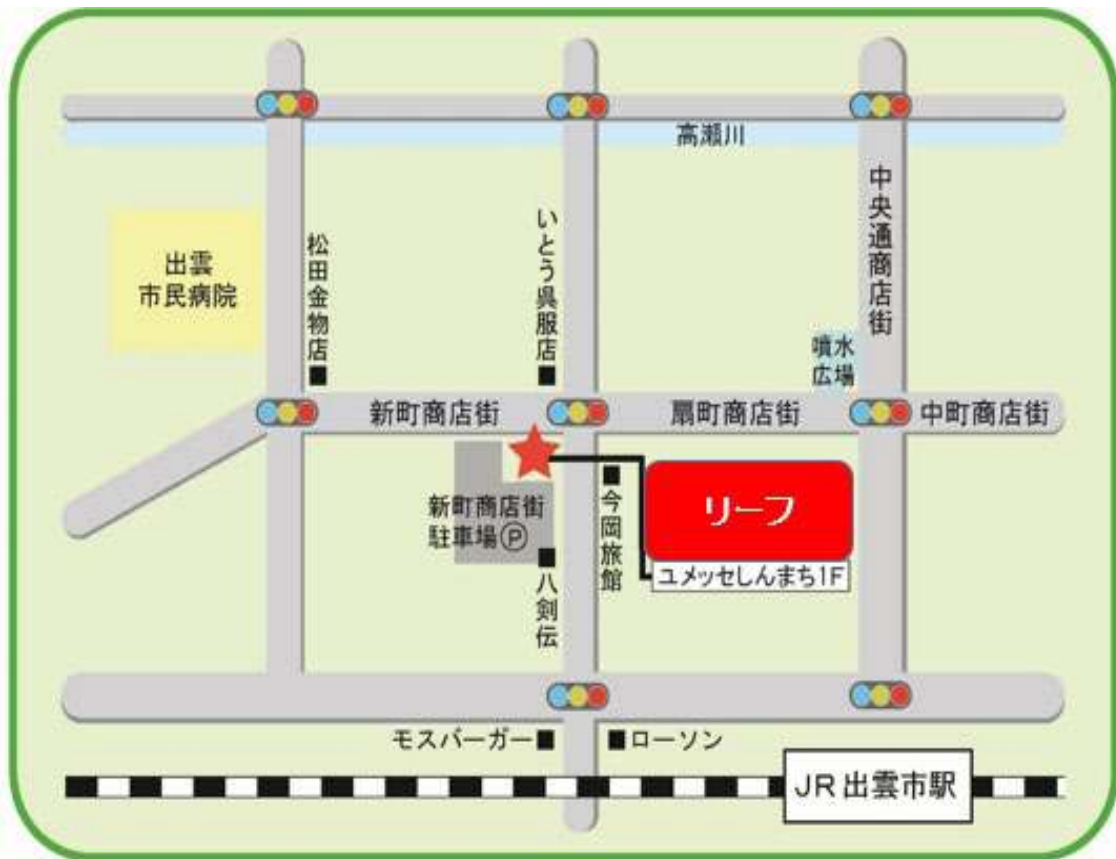 高瀬川
中央通商店街
出雲
市民病院
松田金物店■
いとう呉服店■
噴水
広場
新町商店街
扇町商店街
中町商店街
新町商店街
駐車場Ⓟ
■八剣伝
■今岡旅館
リーフ
ユメッセしんまち1F
モスバーガー■
■ローソン
JR出雲市駅